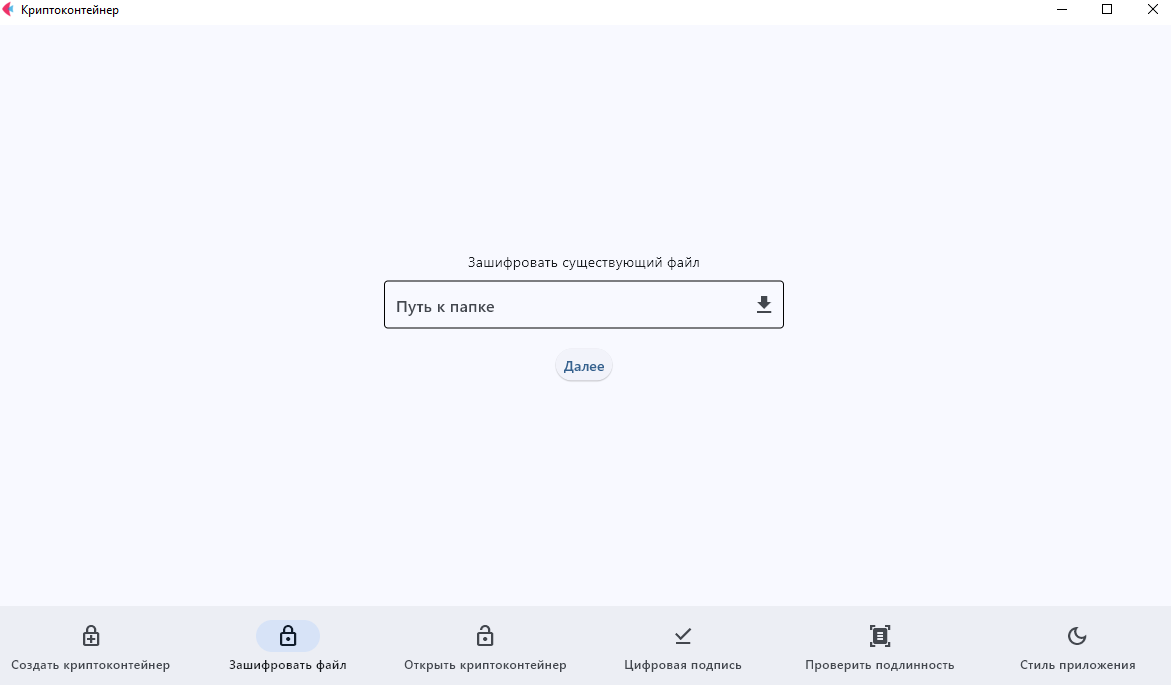 Криптоконтейнер
Зашифровать существующий файл
Путь к папке
Далее
Создать криптоконтейнер
Зашифровать файл
Открыть криптоконтейнер
Цифровая подпись
Проверить подлинность
Стиль приложения